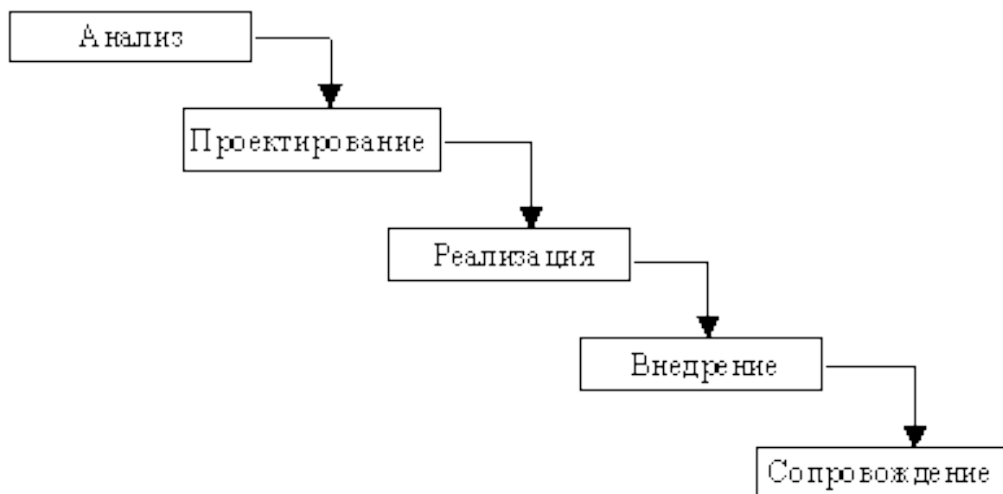 Анализ
Проектирование
Реализация
Внедрение
Сопровождение